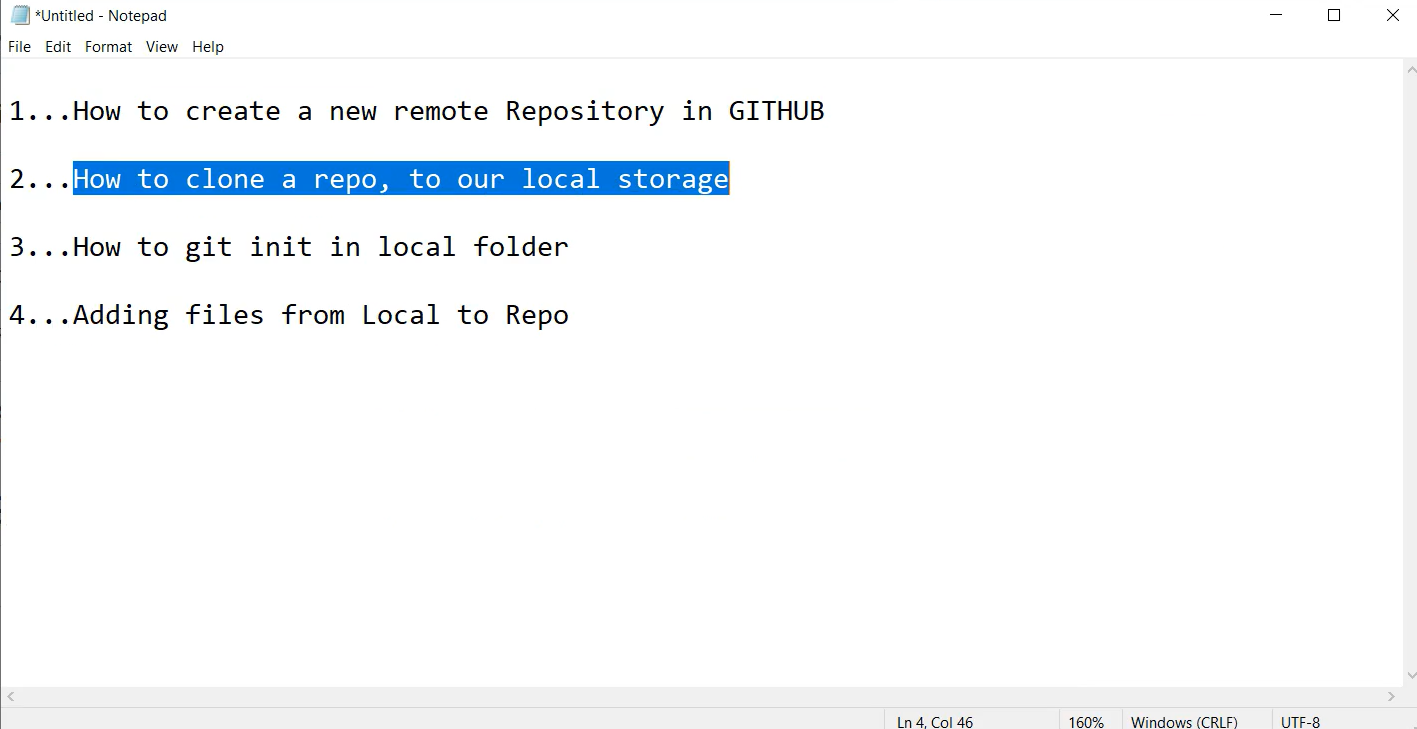 *Untitled - Notepad
File Edit Format View Help
1...How to create a new remote Repository in GITHUB
2...How to clone a repo, to our local storage
3...How to git init in local folder
4...Adding files from Local to Repo
Ln 4, Col 46 160% Windows (CRLF) UTF-8